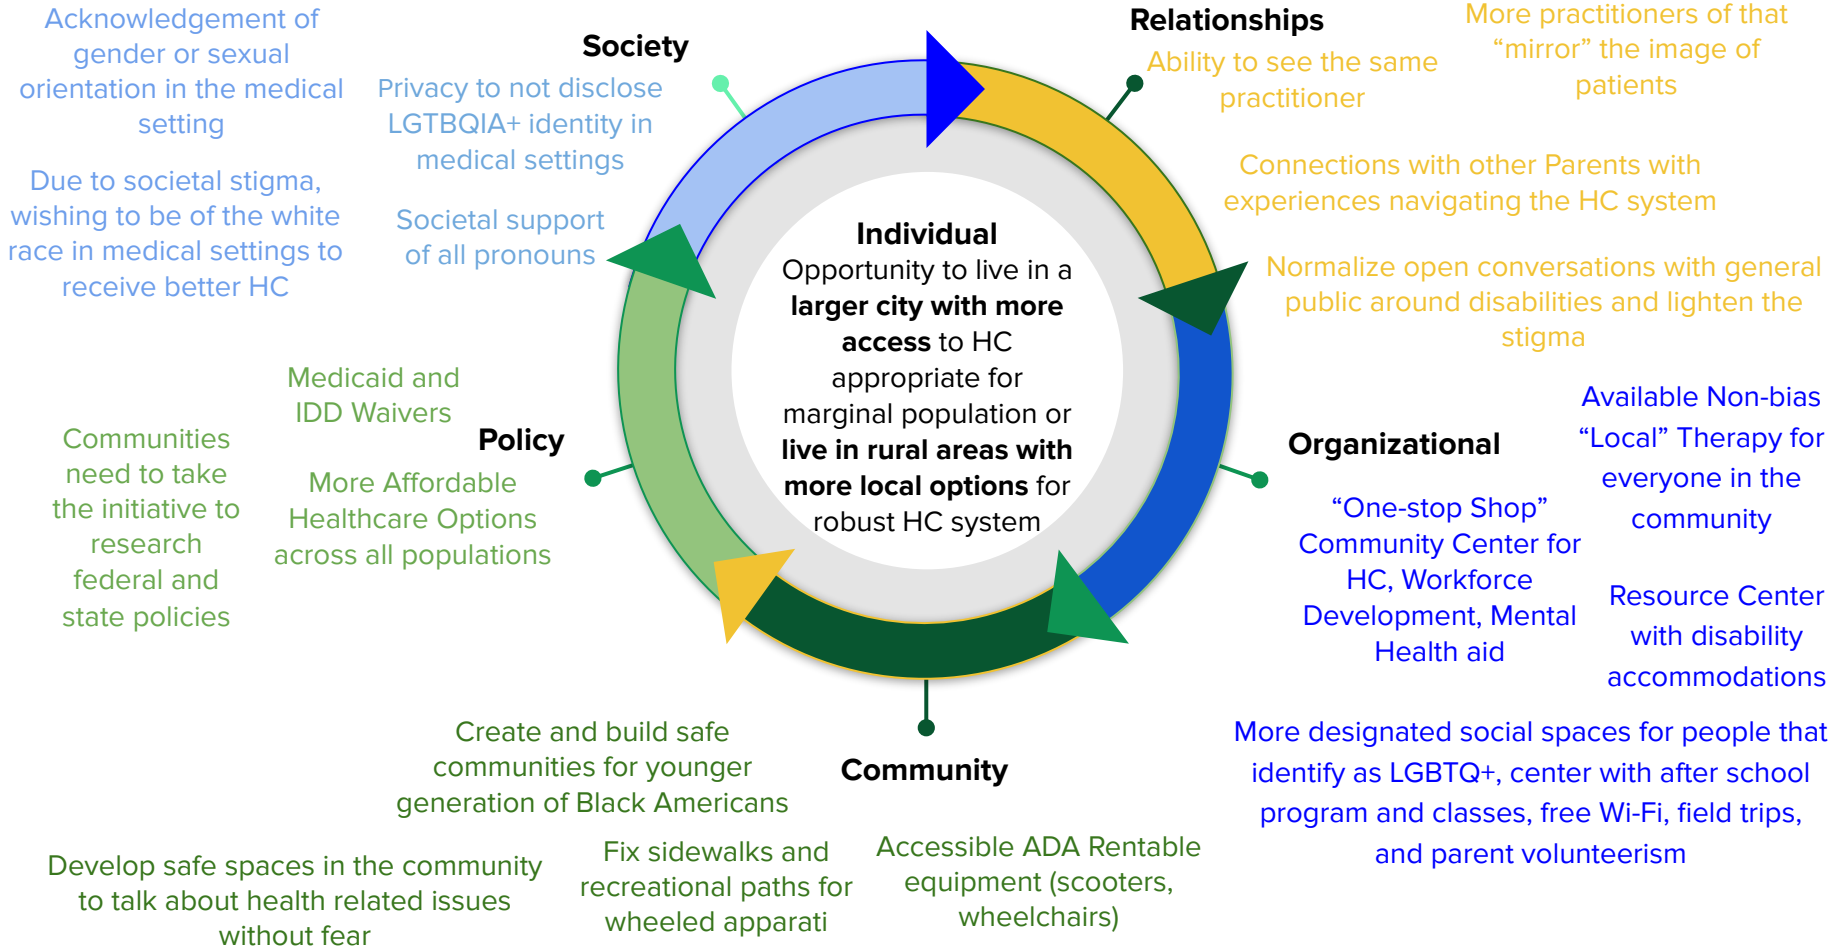 Acknowledgement of
gender or sexual
orientation in the medical
setting
Due to societal stigma,
wishing to be of the white
race in medical settings to
receive better HC
Society
Privacy to not disclose
LGTBQIA+ identity in
medical settings
Societal support
of all pronouns
Relationships
Ability to see the same
practitioner
More practitioners of that
“mirror” the image of
patients
Connections with other Parents with
experiences navigating the HC system
Normalize open conversations with general
public around disabilities and lighten the
stigma
Individual
Opportunity to live in a
larger city with more
access to HC
appropriate for
marginal population or
live in rural areas with
more local options for
robust HC system
Medicaid and
IDD Waivers
Policy
Communities
need to take
the initiative to
research
federal and
state policies
More Affordable
Healthcare Options
across all populations
Organizational
Available Non-bias
“Local” Therapy for
everyone in the
community
“One-stop Shop”
Community Center for
HC, Workforce
Development, Mental
Health aid
Resource Center
with disability
accommodations
More designated social spaces for people that
identify as LGBTQ+, center with after school
program and classes, free Wi-Fi, field trips,
and parent volunteerism
Community
Create and build safe
communities for younger
generation of Black Americans
Develop safe spaces in the community
to talk about health related issues
without fear
Fix sidewalks and
recreational paths for
wheeled apparati
Accessible ADA Rentable
equipment (scooters,
wheelchairs)